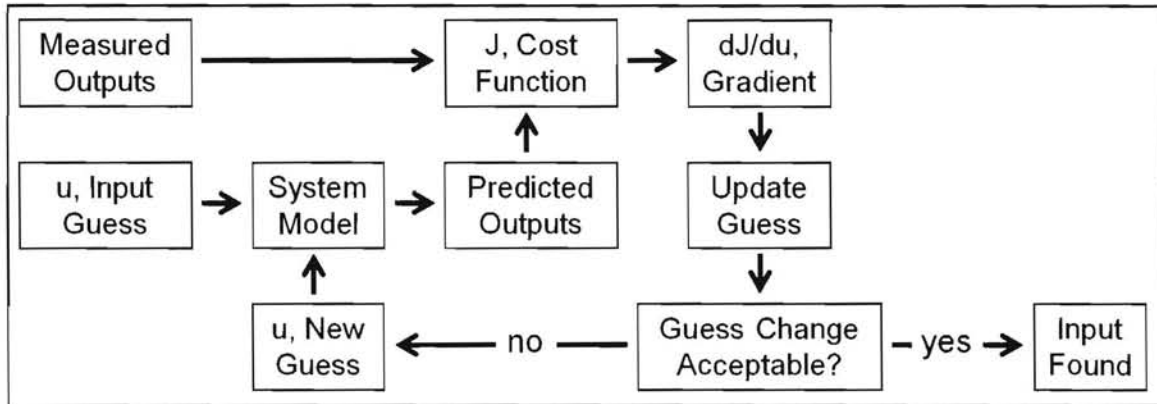 Measured
Outputs
J, Cost
Function
dJ/du,
Gradient
u, Input
Guess
System
Model
Predicted
Outputs
Update
Guess
u, New
Guess
no
Guess Change
Acceptable?
yes
Input
Found